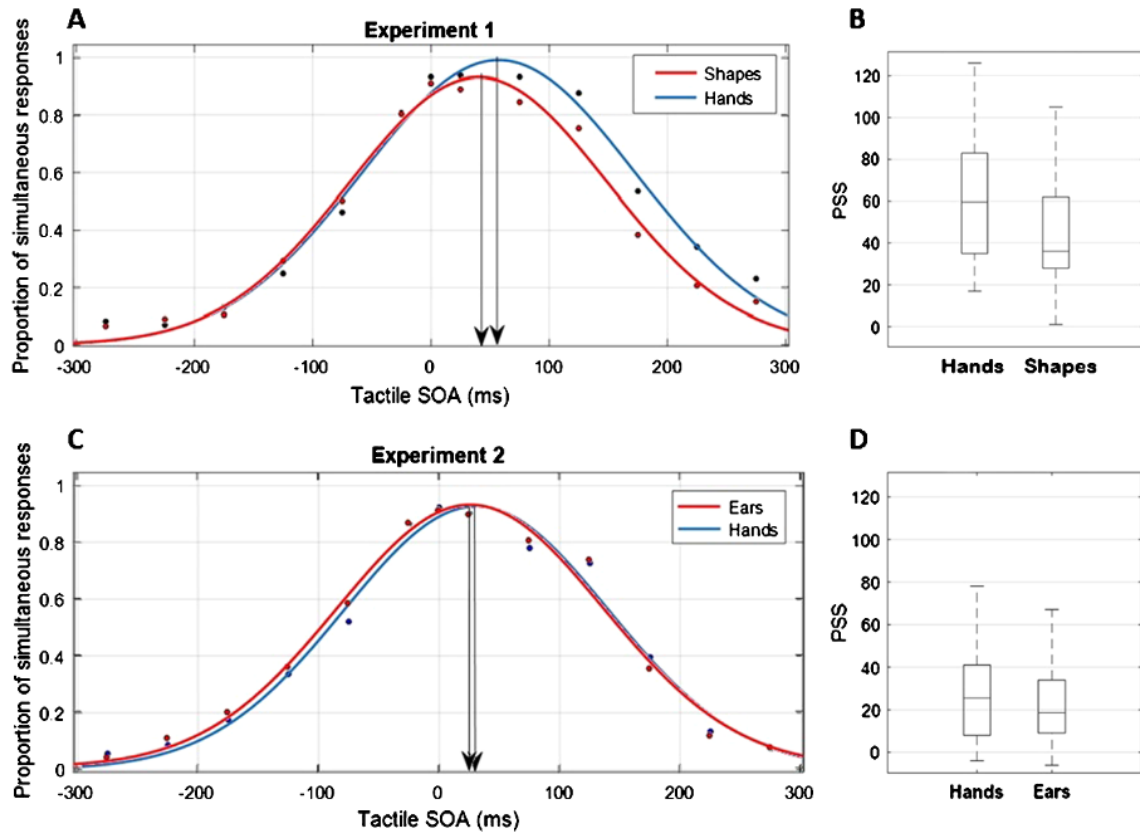 A
Experiment 1
Proportion of simultaneous responses
1
0.8
0.6
0.4
0.2
0
Shapes
Hands
-300 -200 -100 0 100 200 300
Tactile SOA (ms)
B
PSS
120
100
80
60
40
20
0
Hands Shapes
C
Experiment 2
Proportion of simultaneous responses
1
0.8
0.6
0.4
0.2
0
Ears
Hands
-300 -200 -100 0 100 200 300
Tactile SOA (ms)
D
PSS
120
100
80
60
40
20
0
Hands Ears